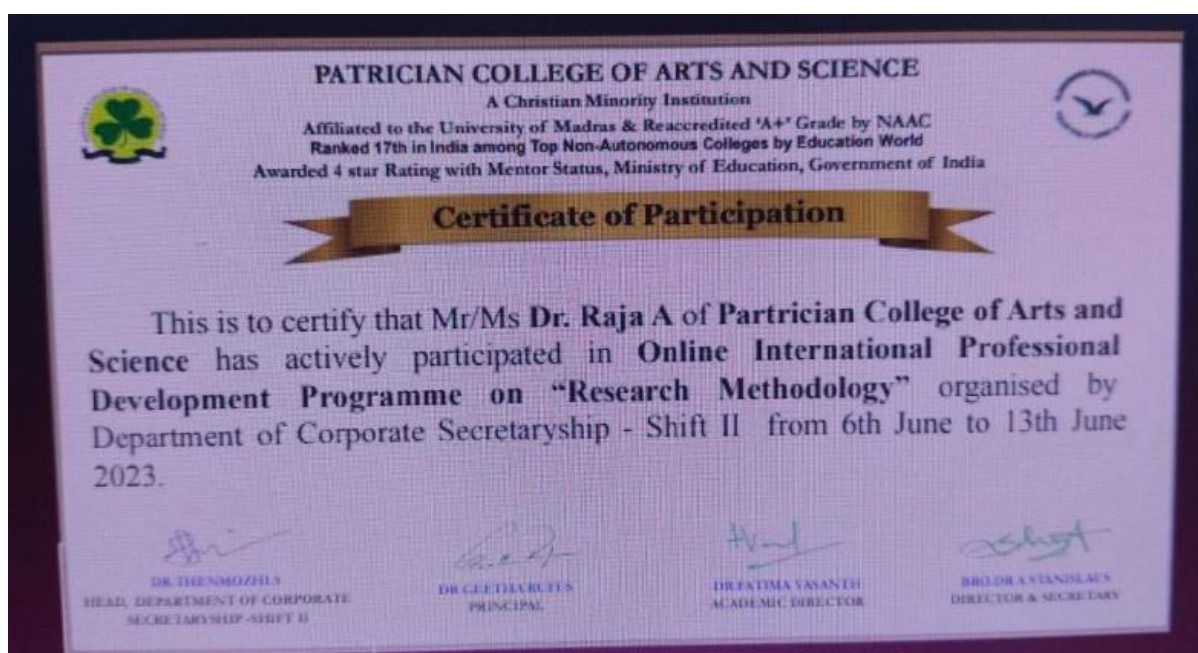 PATRICIAN COLLEGE OF ARTS AND SCIENCE
A Christian Minority Institution
Affiliated to the University of Madras & Reaccredited 'A+' Grade by NAAC
Ranked 17th in India among Top Non-Autonomous Colleges by Education World
Awarded 4 star Rating with Mentor Status, Ministry of Education, Government of India
Certificate of Participation
This is to certify that Mr/Ms Dr. Raja A of Partrician College of Arts and
Science has actively participated in Online International Professional
Development Programme on “Research Methodology” organised by
Department of Corporate Secretaryship - Shift II from 6th June to 13th June
2023.
DR.THENMOZHI.S
HEAD, DEPARTMENT OF CORPORATE
SECRETARYSHIP -SHIFT II
DR.GEETHA RUFUS
PRINCIPAL
DR.FATIMA VASANTH
ACADEMIC DIRECTOR
BRO.DR A STANISLAUS
DIRECTOR & SECRETARY